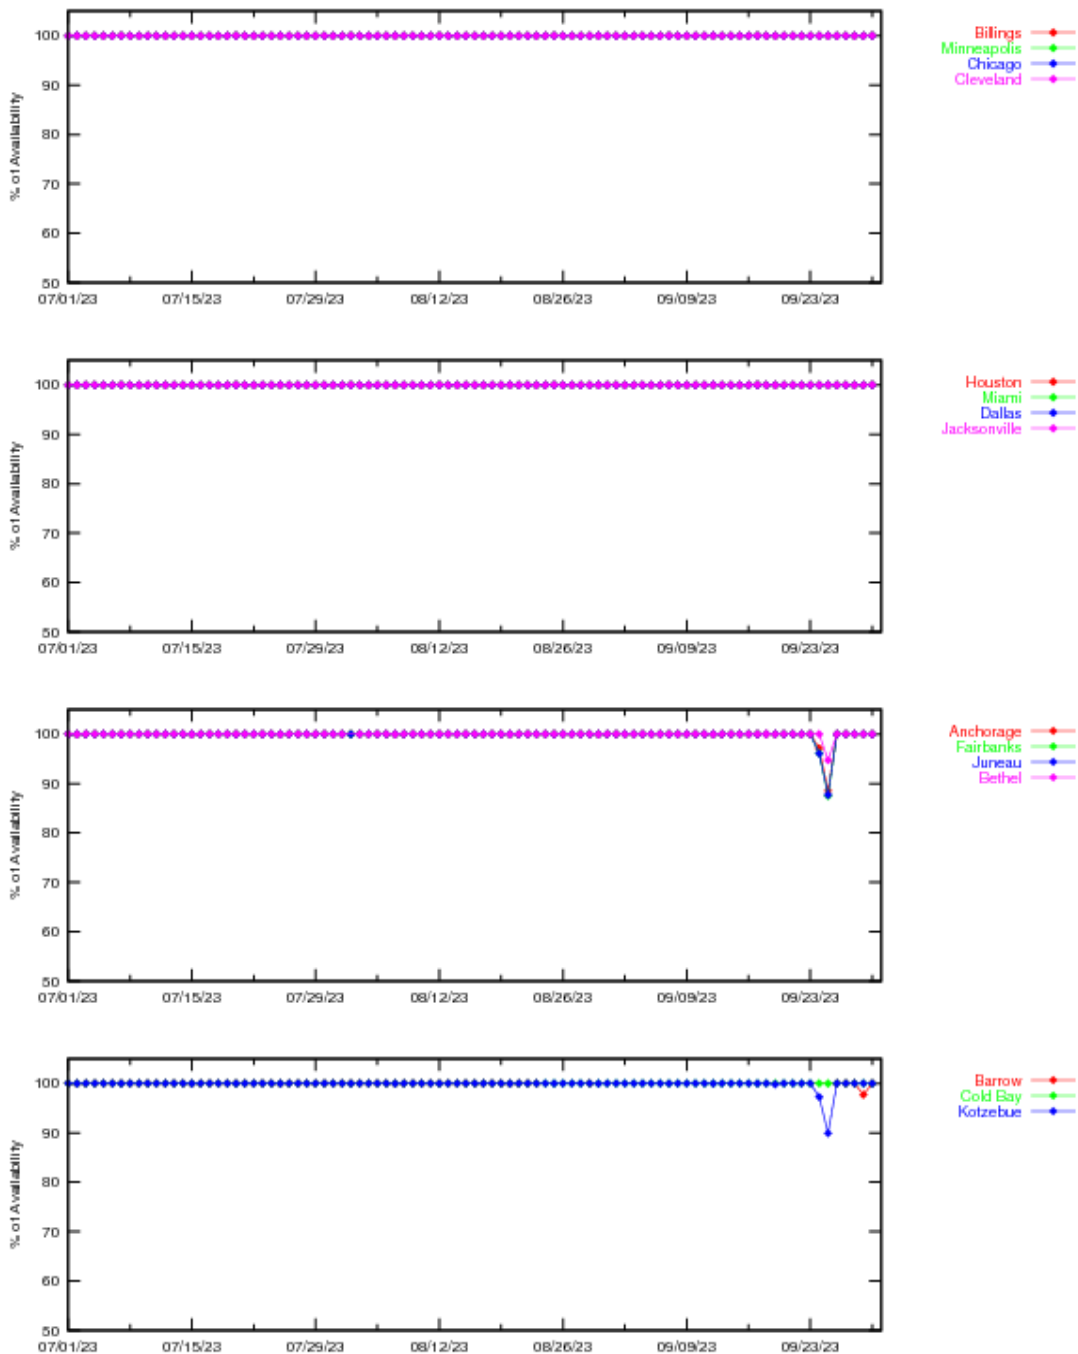 % of Availability
100
90
80
70
60
50
07/01/23 07/15/23 07/29/23 08/12/23 08/26/23 09/09/23 09/23/23
Billings
Minneapolis
Chicago
Cleveland
% of Availability
100
90
80
70
60
50
07/01/23 07/15/23 07/29/23 08/12/23 08/26/23 09/09/23 09/23/23
Houston
Miami
Dallas
Jacksonville
% of Availability
100
90
80
70
60
50
07/01/23 07/15/23 07/29/23 08/12/23 08/26/23 09/09/23 09/23/23
Anchorage
Fairbanks
Juneau
Bethel
% of Availability
100
90
80
70
60
50
07/01/23 07/15/23 07/29/23 08/12/23 08/26/23 09/09/23 09/23/23
Barrow
Cold Bay
Kotzebue